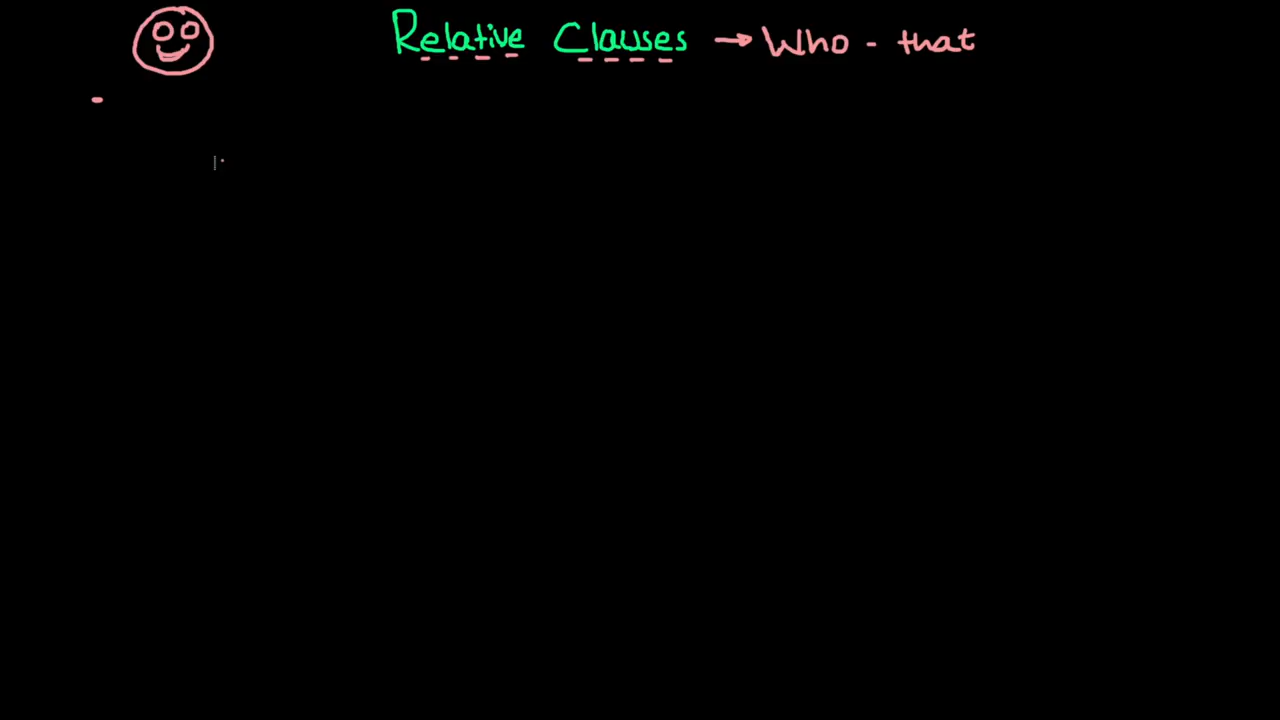 Relative Clauses → Who - that
-